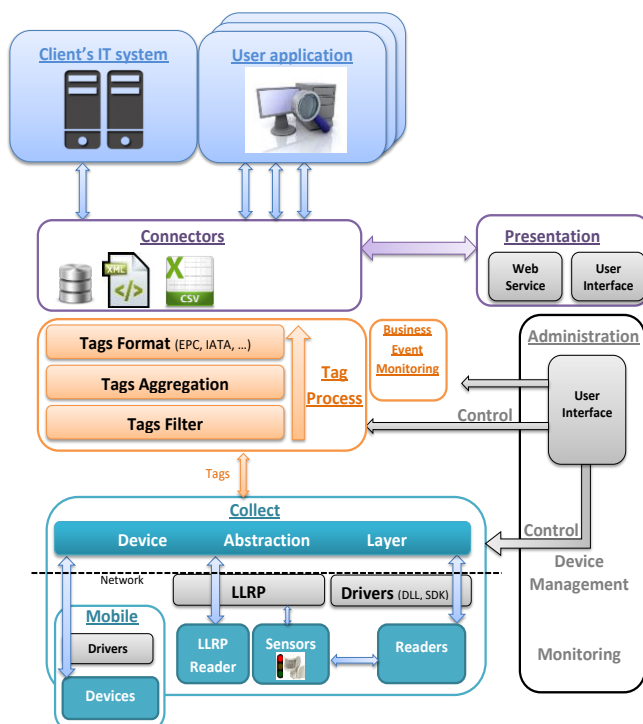 Client's IT system
User application
Connectors
XML
</>
X
CSV
Presentation
Web
Service
User
Interface
Tags Format (EPC, IATA, ...)
Tags Aggregation
Tags Filter
Tag
Process
Business
Event
Monitoring
Administration
User
Interface
Control
Tags
Collect
Device Abstraction Layer
Control
Device
Management
Network
LLRP
Drivers (DLL, SDK)
Mobile
Drivers
Devices
LLRP
Reader
Sensors
Readers
Monitoring